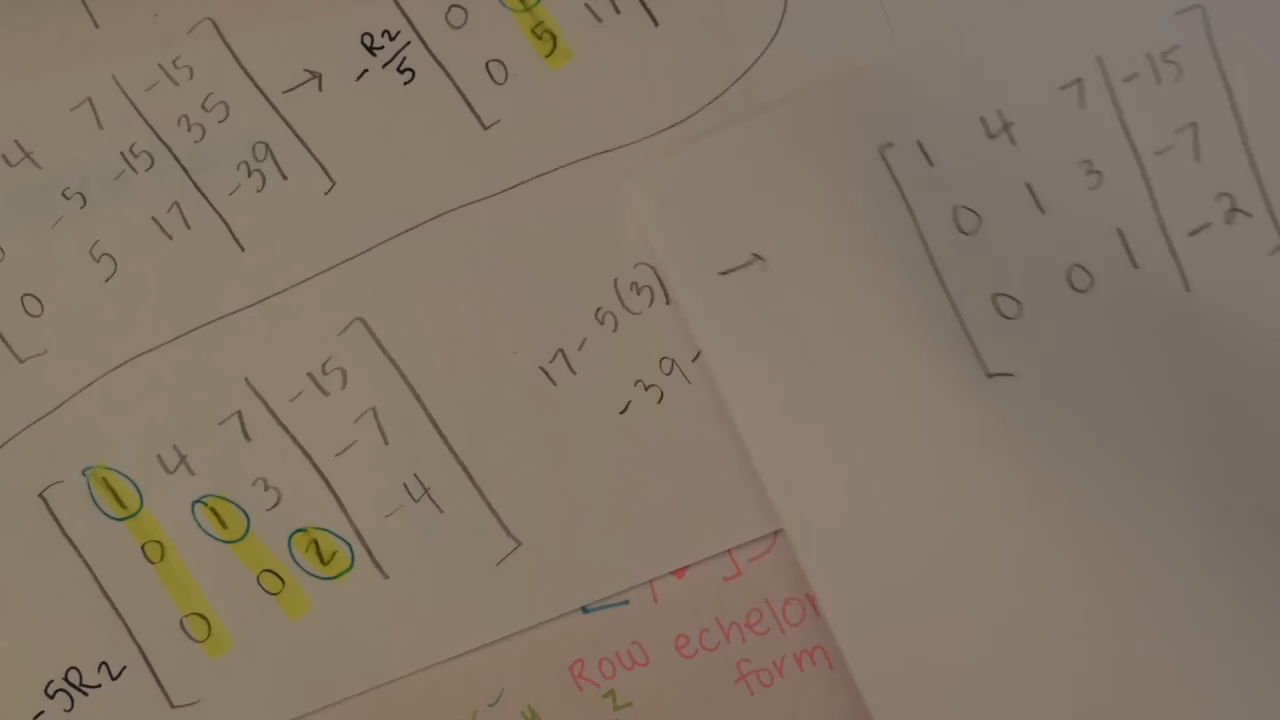 4 7 | -15
-5 -15 | 35
0 5 17 | -39
→ -R2/5
0
0 5 17
1 4 7 | -15
0 1 3 | -7
0 0 2 | -4
-5R2
17-5(3)
-39-
→
1 4 7 | -15
0 1 3 | -7
0 0 1 | -2
Row echelon
form
2